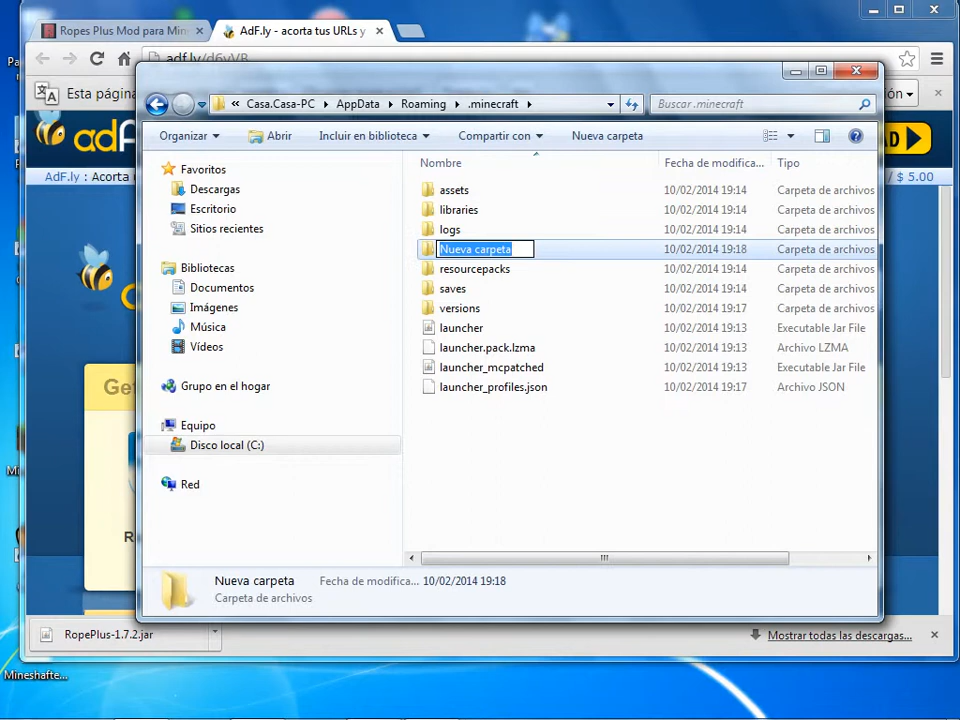 Ropes Plus Mod para Min
AdF.ly - acorta tus URLs y
adf.ly/d6yVB
Esta página
ón
adF
AD
AdF.ly : Acorta
/ $ 5.00
Get
R
Casa.Casa-PC AppData Roaming .minecraft
Buscar .minecraft
Organizar Abrir Incluir en biblioteca Compartir con Nueva carpeta
Favoritos
Descargas
Escritorio
Sitios recientes
Bibliotecas
Documentos
Imágenes
Música
Vídeos
Grupo en el hogar
Equipo
Disco local (C:)
Red
Nombre Fecha de modifica... Tipo
assets 10/02/2014 19:14 Carpeta de archivos
libraries 10/02/2014 19:14 Carpeta de archivos
logs 10/02/2014 19:14 Carpeta de archivos
Nueva carpeta 10/02/2014 19:18 Carpeta de archivos
resourcepacks 10/02/2014 19:14 Carpeta de archivos
saves 10/02/2014 19:14 Carpeta de archivos
versions 10/02/2014 19:17 Carpeta de archivos
launcher 10/02/2014 19:13 Executable Jar File
launcher.pack.lzma 10/02/2014 19:13 Archivo LZMA
launcher_mcpatched 10/02/2014 19:13 Executable Jar File
launcher_profiles.json 10/02/2014 19:17 Archivo JSON
Nueva carpeta Fecha de modifica... 10/02/2014 19:18
Carpeta de archivos
RopePlus-1.7.2.jar
Mostrar todas las descargas...
Mineshafte...